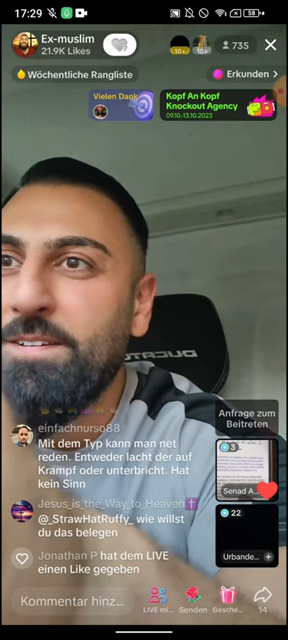 17:29
58
Ex-muslim
21.9K Likes
10+
735
Wöchentliche Rangliste
Erkunden
Vielen Dank
Kopf An Kopf
Knockout Agency
09.10-13.10.2023
DUCATO
einfachnurso88
Mit dem Typ kann man net
reden. Entweder lacht der auf
Krampf oder unterbricht. Hat
kein Sinn
Jesus_is_the_Way_to_Heaven
@_StrawHatRuffy_ wie willst
du das belegen
Jonathan P hat dem LIVE
einen Like gegeben
Anfrage zum
Beitreten
3
Senad A...
22
Urbande...
Kommentar hinz...
LIVE mi...
Senden
Gesche...
14